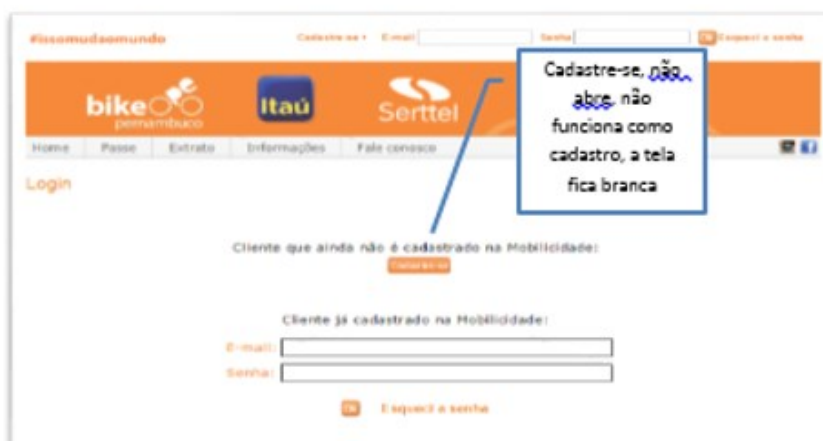 #issomudaomundo Cadastre-se • E-mail Senha Ok Esqueci a senha
Cadastre-se, não
abre, não
funciona como
cadastro, a tela
fica branca
bike
pernambuco
Itaú
Serttel
Home Passe Extrato Informações Fale conosco
Login
Cliente que ainda não é cadastrado na Mobilicidade:
Cadastre-se
Cliente já cadastrado na Mobilicidade:
E-mail:
Senha:
Ok Esqueci a senha